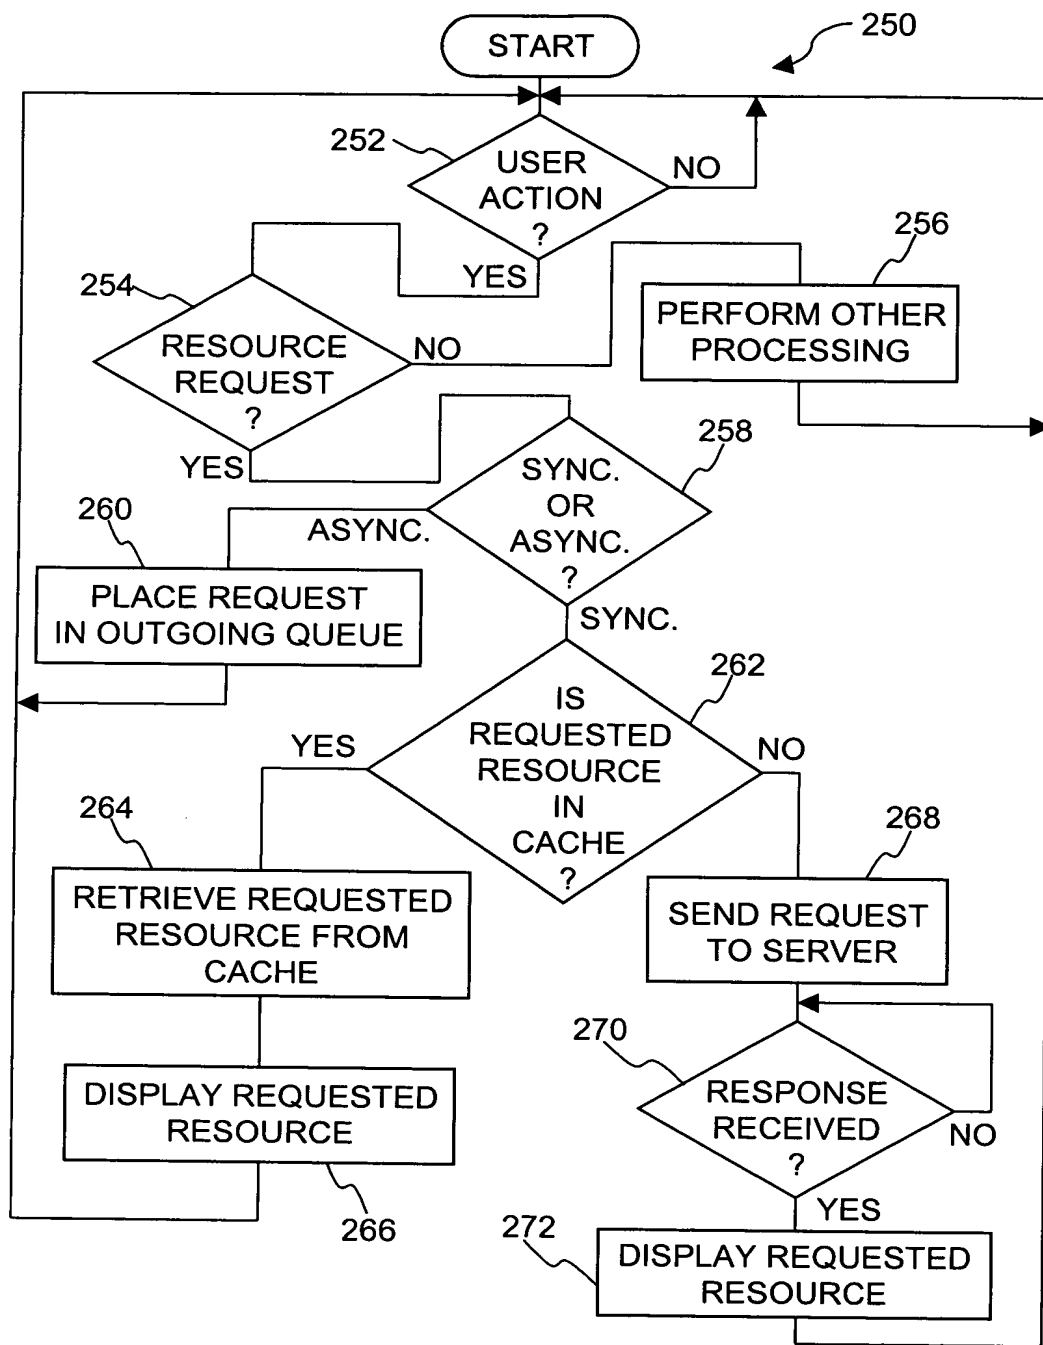 START
250
252
USER
ACTION
?
NO
YES
254
RESOURCE
REQUEST
?
NO
YES
256
PERFORM OTHER
PROCESSING
258
SYNC.
OR
ASYNC.
?
ASYNC.
SYNC.
260
PLACE REQUEST
IN OUTGOING QUEUE
262
IS
REQUESTED
RESOURCE
IN
CACHE
?
YES
NO
264
RETRIEVE REQUESTED
RESOURCE FROM
CACHE
268
SEND REQUEST
TO SERVER
DISPLAY REQUESTED
RESOURCE
266
270
RESPONSE
RECEIVED
?
NO
YES
272
DISPLAY REQUESTED
RESOURCE